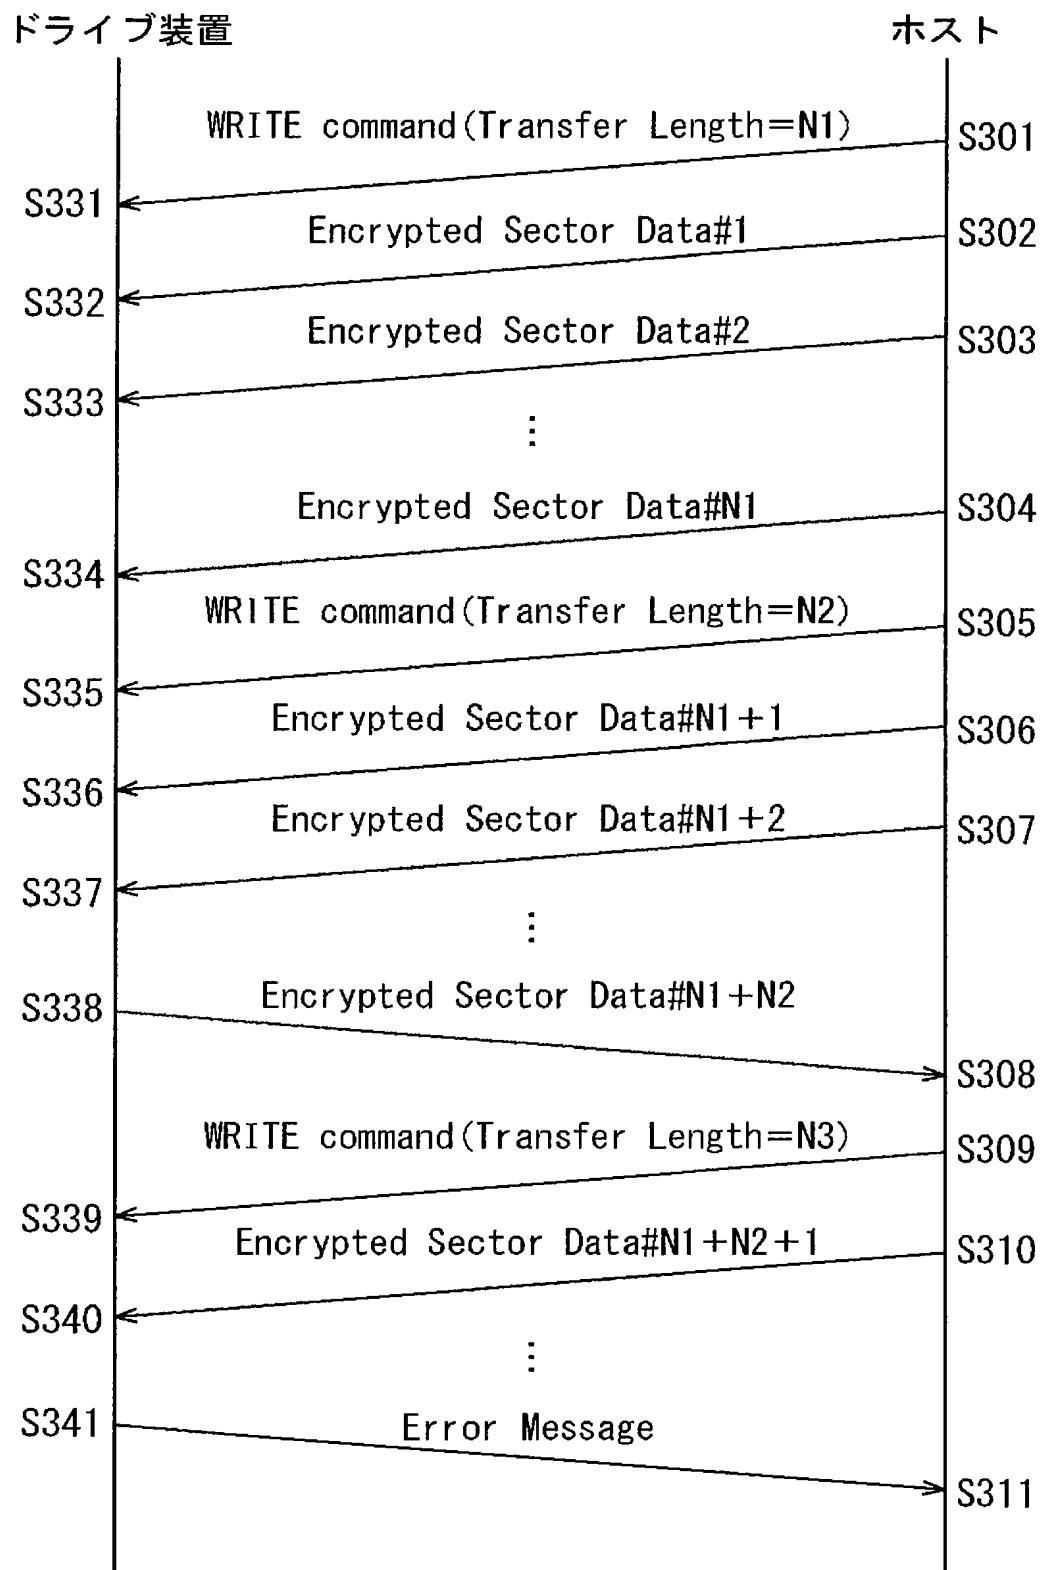 ドライブ装置 ホスト
WRITE command(Transfer Length=N1) S301
S331
Encrypted Sector Data#1 S302
S332
Encrypted Sector Data#2 S303
S333
⋮
Encrypted Sector Data#N1 S304
S334
WRITE command(Transfer Length=N2) S305
S335
Encrypted Sector Data#N1+1 S306
S336
Encrypted Sector Data#N1+2 S307
S337
⋮
S338 Encrypted Sector Data#N1+N2
S308
WRITE command(Transfer Length=N3) S309
S339
Encrypted Sector Data#N1+N2+1 S310
S340
⋮
S341 Error Message
S311